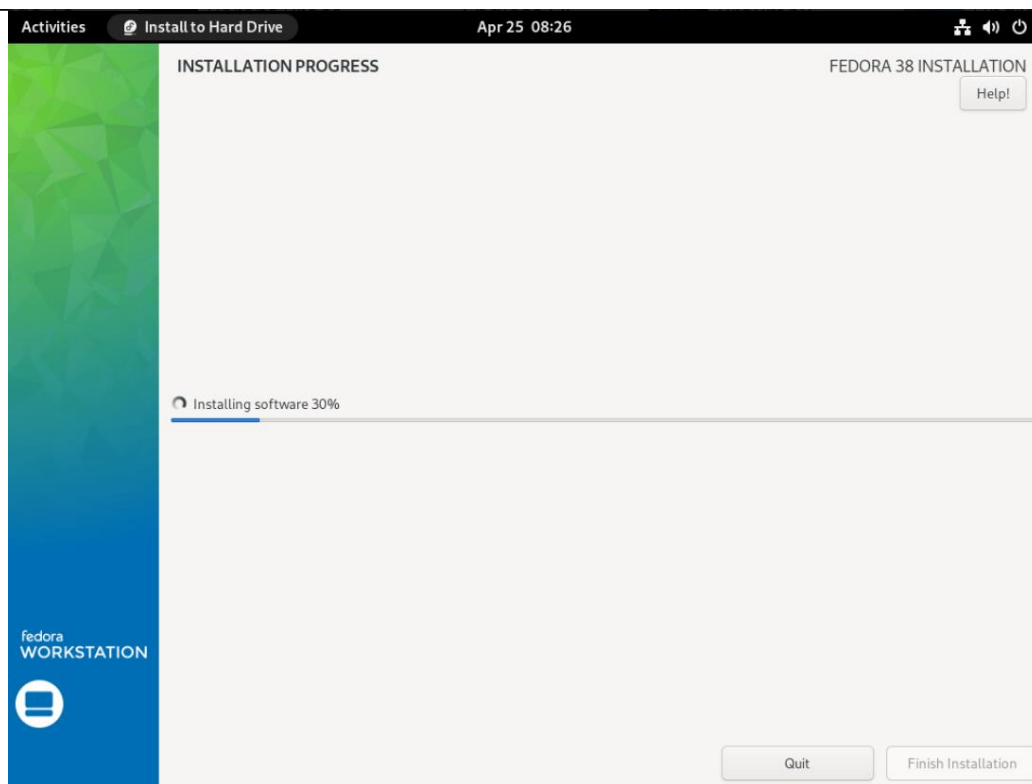 Activities Install to Hard Drive Apr 25 08:26
INSTALLATION PROGRESS FEDORA 38 INSTALLATION
Help!
Installing software 30%
fedora
WORKSTATION
Quit Finish Installation